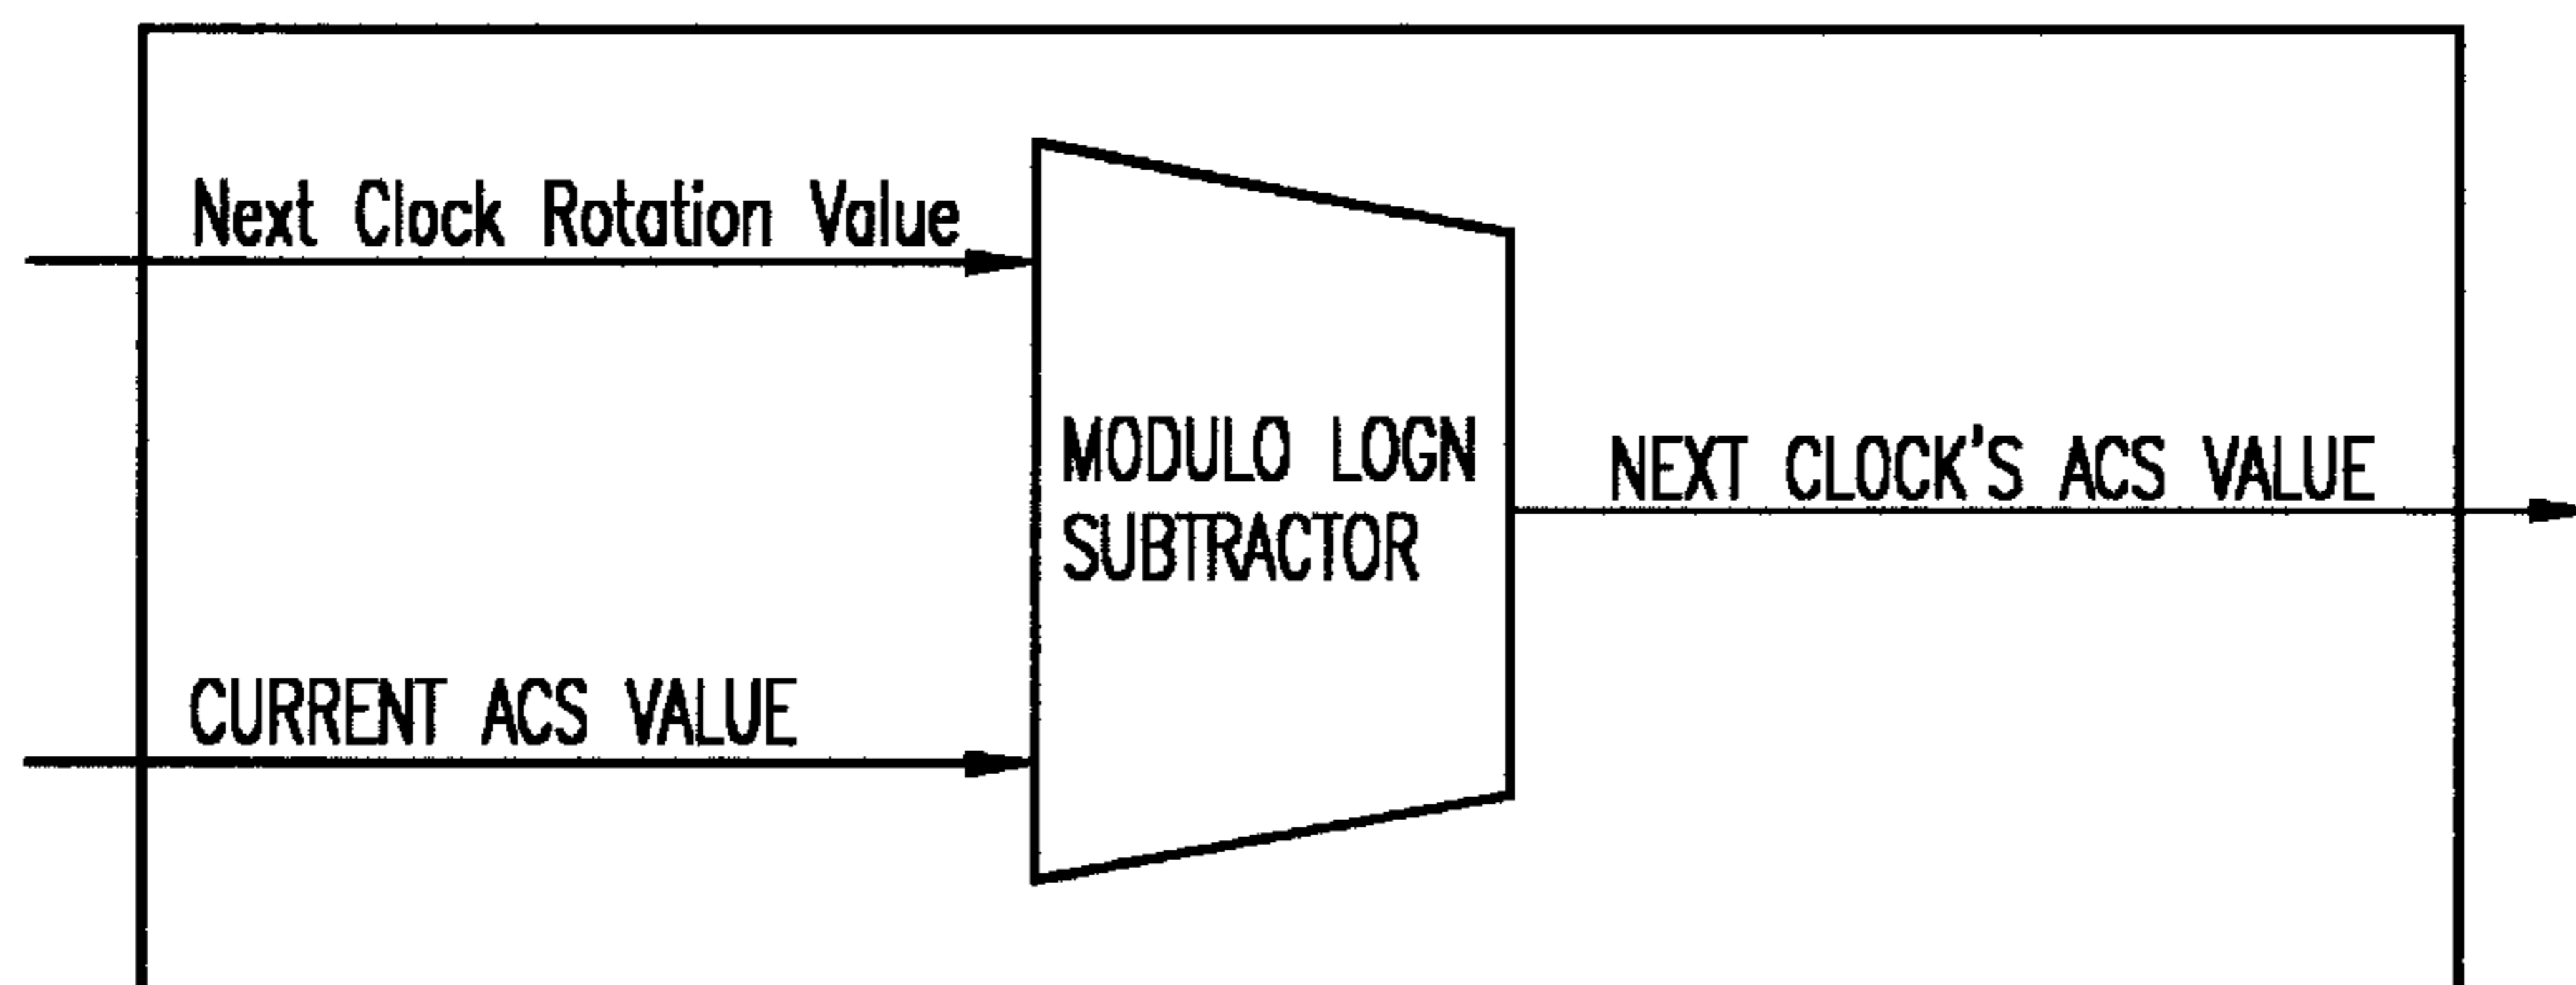 Next Clock Rotation Value
MODULO LOGN
SUBTRACTOR
NEXT CLOCK'S ACS VALUE
CURRENT ACS VALUE